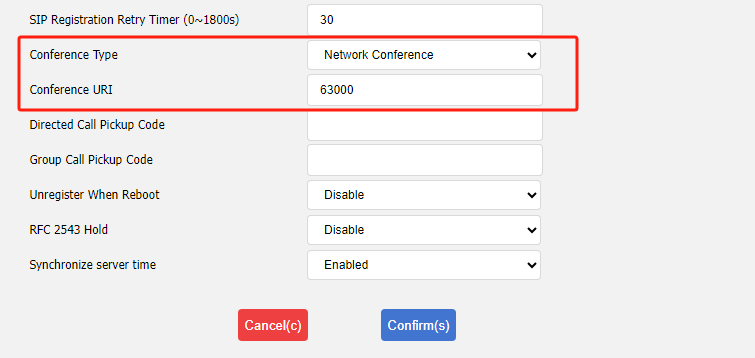 SIP Registration Retry Timer (0~1800s) 30
Conference Type Network Conference
Conference URI 63000
Directed Call Pickup Code
Group Call Pickup Code
Unregister When Reboot Disable
RFC 2543 Hold Disable
Synchronize server time Enabled
Cancel(c) Confirm(s)